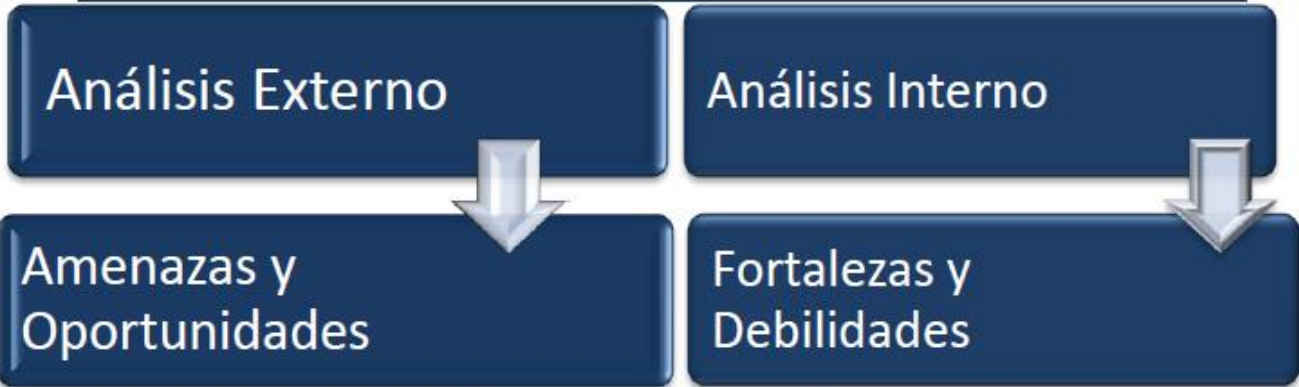 Análisis Externo
Análisis Interno
Amenazas y
Oportunidades
Fortalezas y
Debilidades